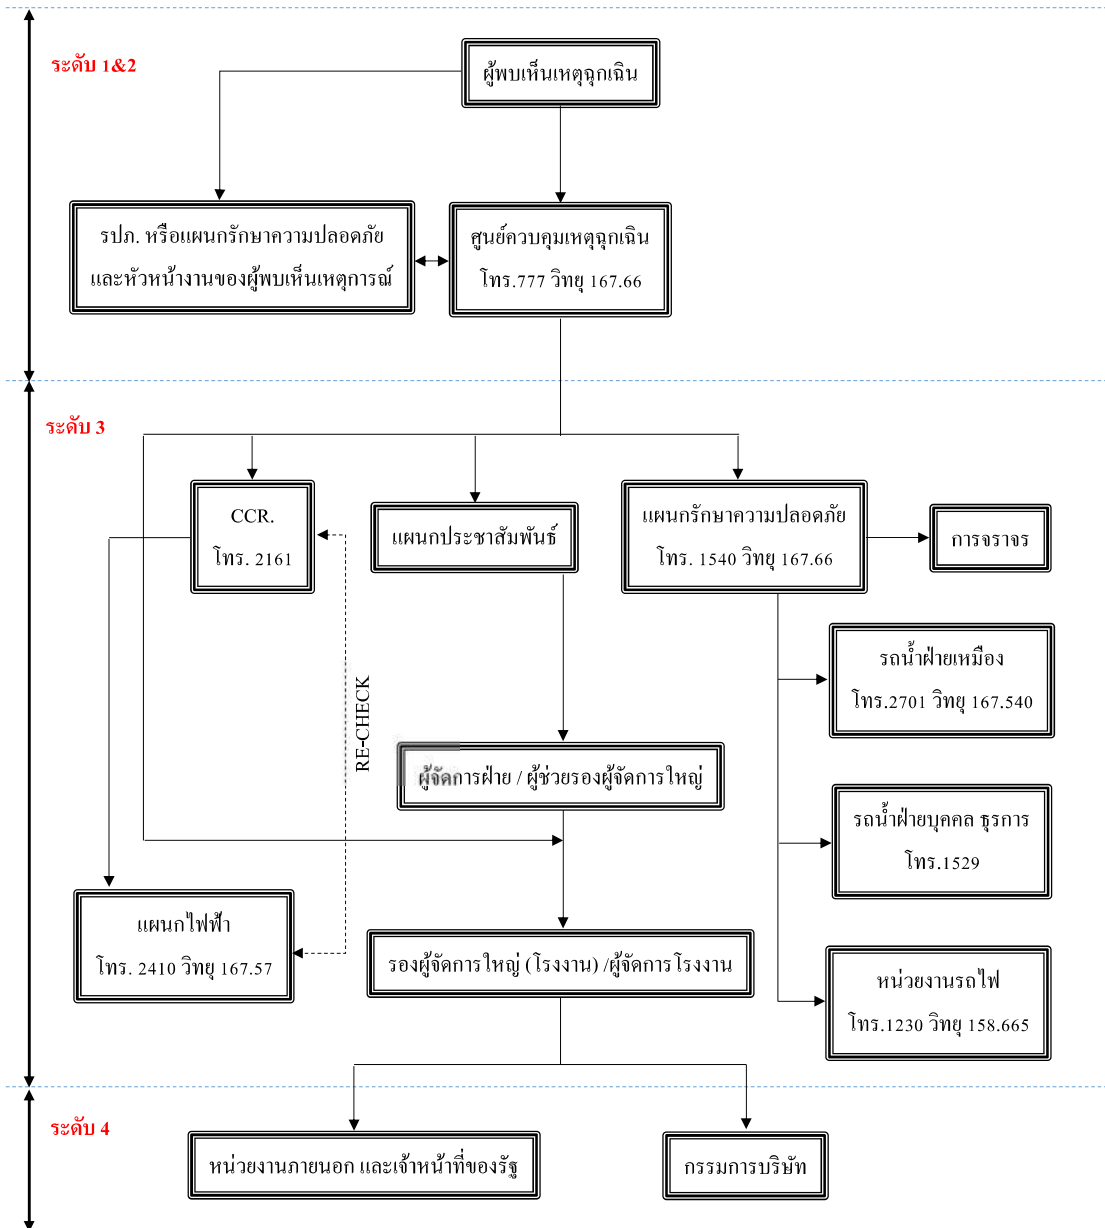 ระดับ 1&2
ผู้พบเห็นเหตุฉุกเฉิน
รปภ. หรือแผนกรักษาความปลอดภัย
และหัวหน้างานของผู้พบเห็นเหตุการณ์
ศูนย์ควบคุมเหตุฉุกเฉิน
โทร.777 วิทยุ 167.66
ระดับ 3
CCR.
โทร. 2161
แผนกประชาสัมพันธ์
แผนกรักษาความปลอดภัย
โทร. 1540 วิทยุ 167.66
การจราจร
รถน้ำฝ่ายเหมือง
โทร.2701 วิทยุ 167.540
RE-CHECK
ผู้จัดการฝ่าย / ผู้ช่วยรองผู้จัดการใหญ่
รถน้ำฝ่ายบุคคล ธุรการ
โทร.1529
แผนกไฟฟ้า
โทร. 2410 วิทยุ 167.57
รองผู้จัดการใหญ่ (โรงงาน) /ผู้จัดการโรงงาน
หน่วยงานรถไฟ
โทร.1230 วิทยุ 158.665
ระดับ 4
หน่วยงานภายนอก และเจ้าหน้าที่ของรัฐ
กรรมการบริษัท